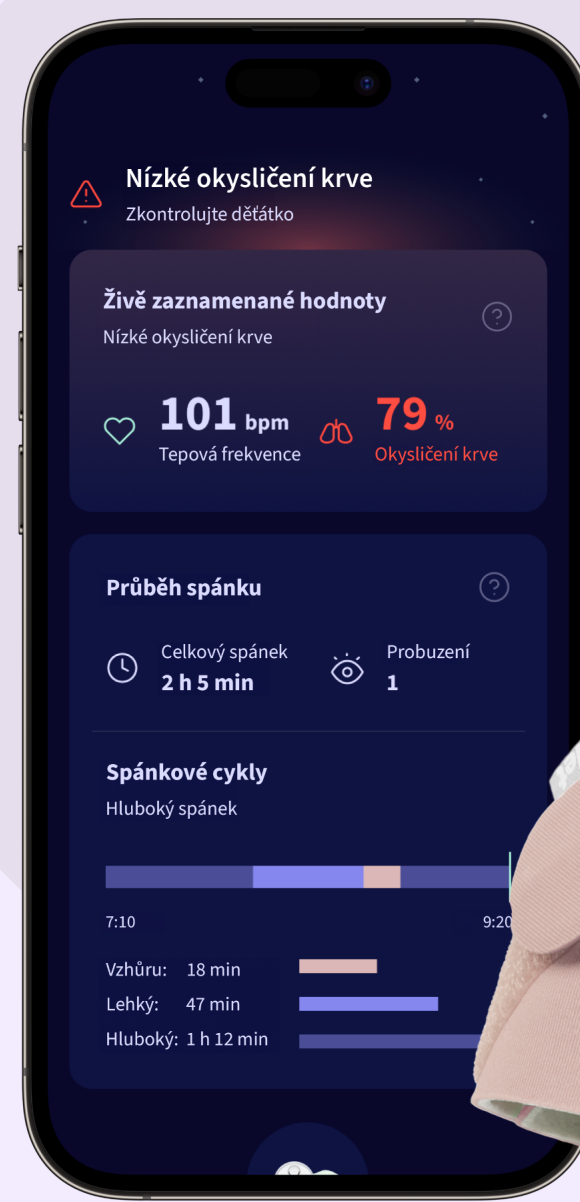 Nízké okysličení krve
Zkontrolujte děťátko
Živě zaznamenané hodnoty
Nízké okysličení krve
?
101 bpm
Tepová frekvence
79 %
Okysličení krve
Průběh spánku
?
Celkový spánek
2 h 5 min
Probuzení
1
Spánkové cykly
Hluboký spánek
7:10
9:20
Vzhůru: 18 min
Lehký: 47 min
Hluboký: 1 h 12 min